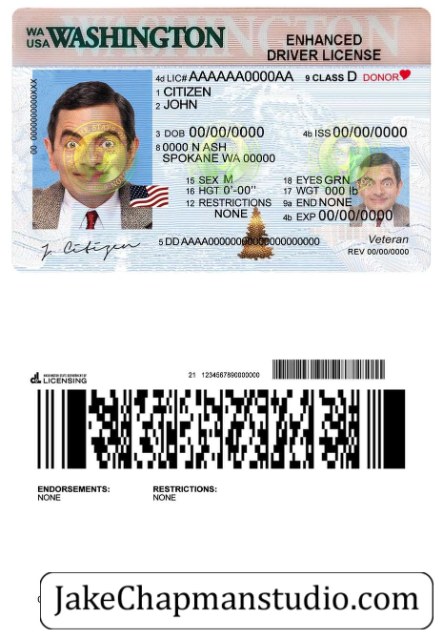 WA
USA WASHINGTON
WASHINGTON
ENHANCED
DRIVER LICENSE
4d LIC# AAAAAA0000AA 9 CLASS D DONOR
1 CITIZEN
2 JOHN
3 DOB 00/00/0000 4b ISS 00/00/0000
8 0000 N ASH
SPOKANE WA 00000
15 SEX M 18 EYES GRN
16 HGT 0'-00" 17 WGT 000 lb
12 RESTRICTIONS 9a END NONE
NONE 4b EXP 00/00/0000
00 0000000000XXX
J Citizen
5 DD AAAA00000000000000000000000
Veteran
REV 00/00/0000
LICENSING
21 1234567890000000
ENDORSEMENTS: RESTRICTIONS:
NONE NONE
JakeChapmanstudio.com